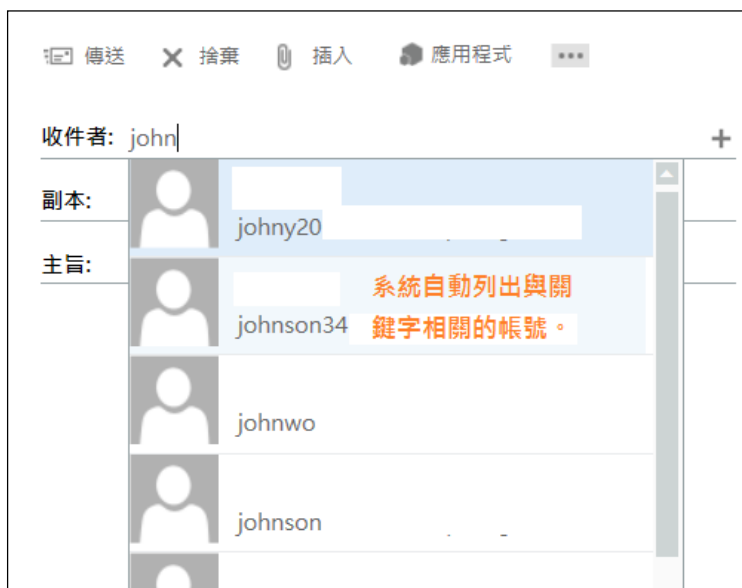 傳送 捨棄 插入 應用程式
收件者: john
副本:
johny20
主旨:
系統自動列出與關
johnson34 鍵字相關的帳號。
johnwo
johnson